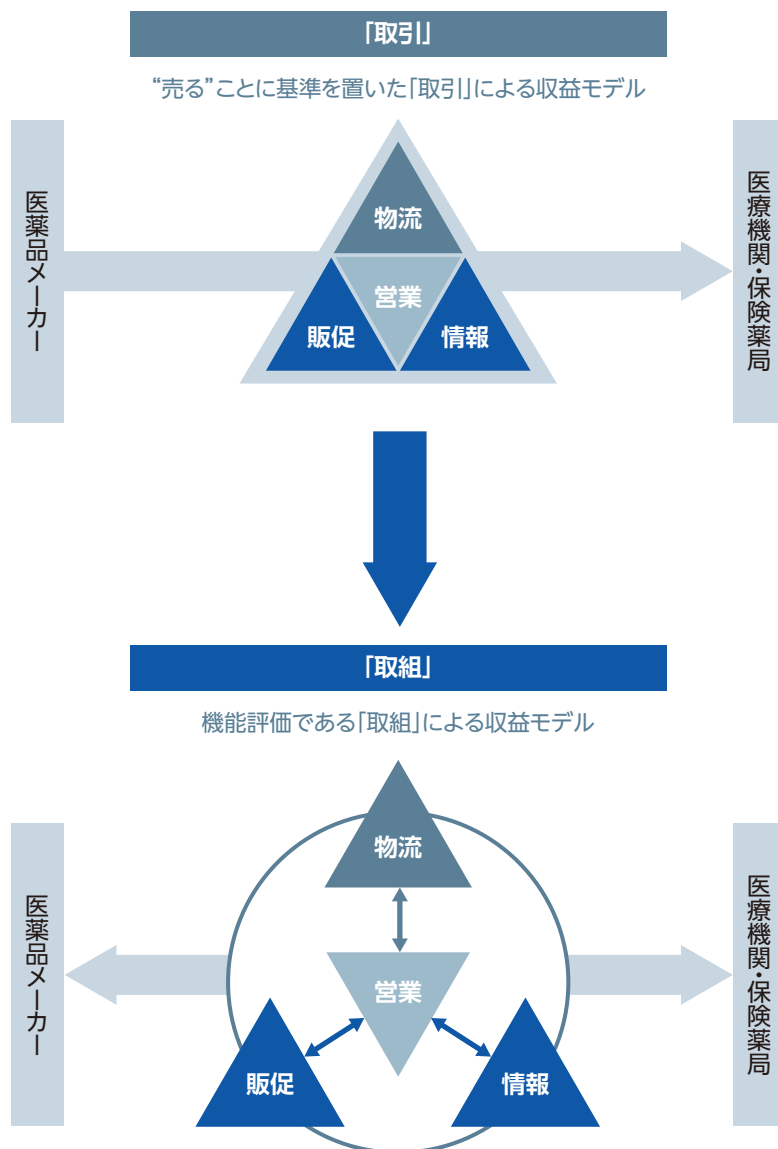 「取引」
“売る”ことに基準を置いた「取引」による収益モデル
医薬品メーカー
物流
営業
販促
情報
医療機関・保険薬局
「取組」
機能評価である「取組」による収益モデル
医薬品メーカー
物流
営業
販促
情報
医療機関・保険薬局